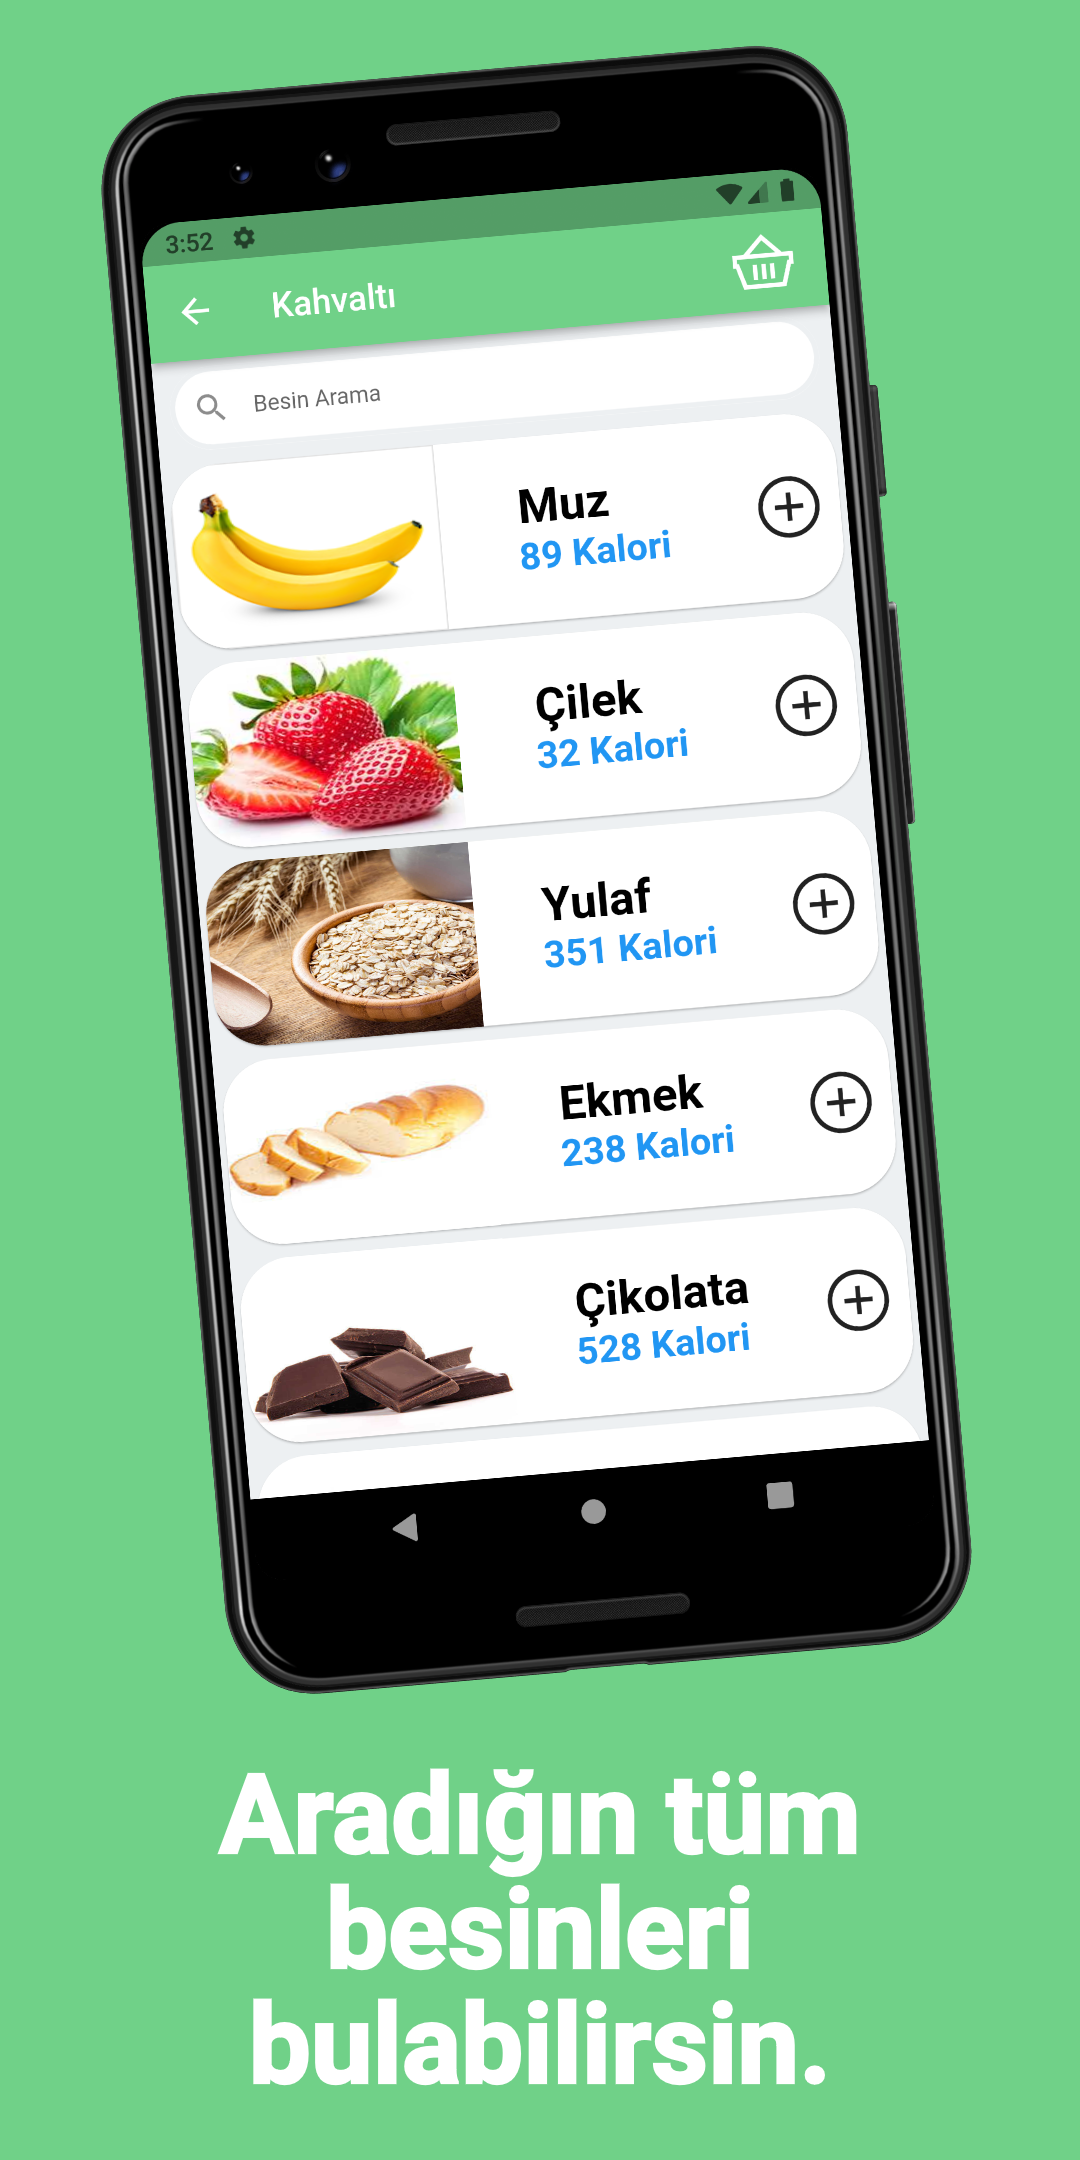 3:52
Kahvaltı
Besin Arama
Muz
89 Kalori
Çilek
32 Kalori
Yulaf
351 Kalori
Ekmek
238 Kalori
Çikolata
528 Kalori
Aradığın tüm
besinleri
bulabilirsin.